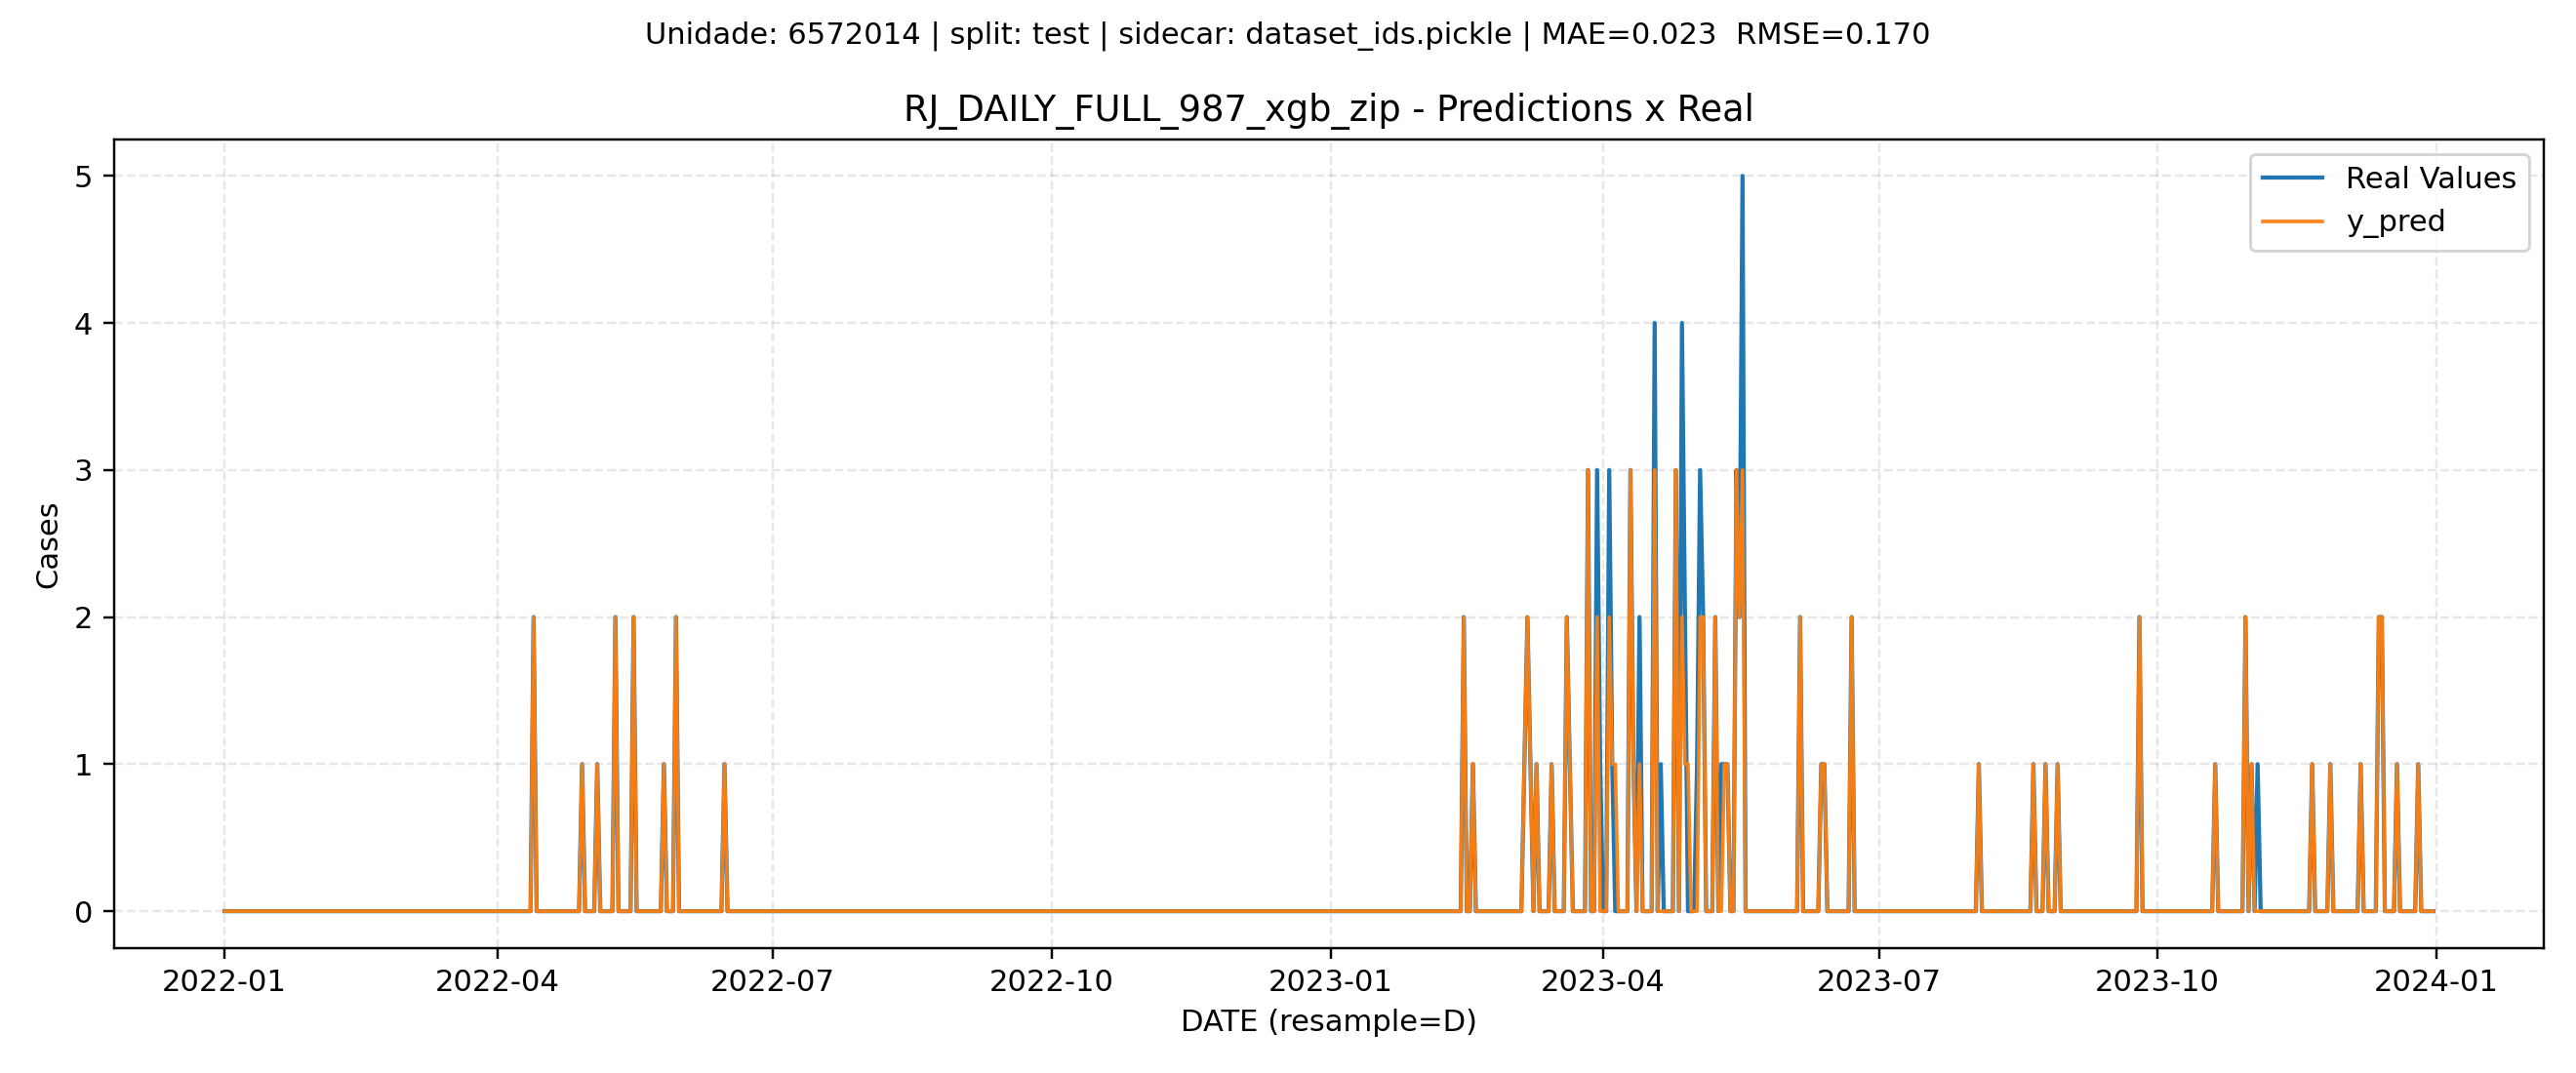 Unidade: 6572014 | split: test | sidecar: dataset_ids.pickle | MAE=0.023  RMSE=0.170
RJ_DAILY_FULL_987_xgb_zip - Predictions x Real
Real Values
y_pred
Cases
5
4
3
2
1
0
2022-01
2022-04
2022-07
2022-10
2023-01
2023-04
2023-07
2023-10
2024-01
DATE (resample=D)